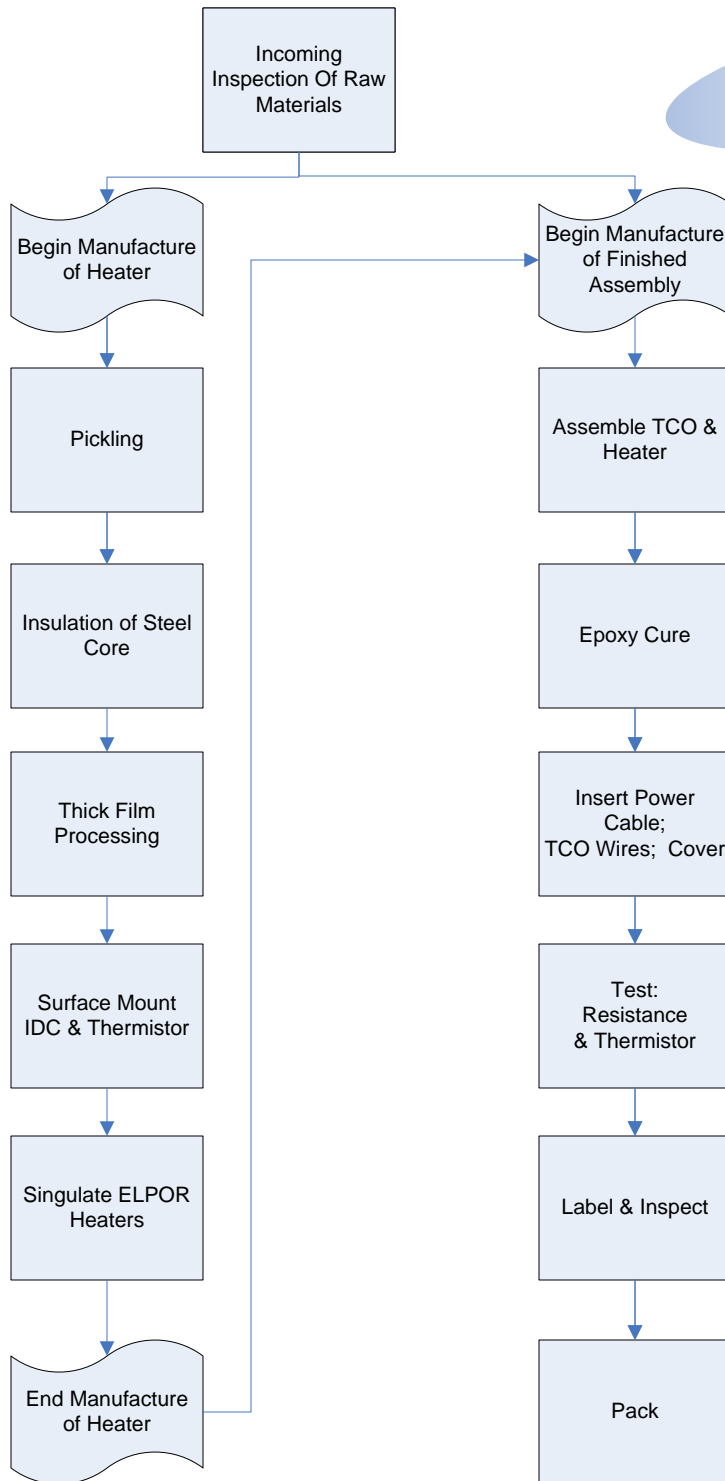 Incoming
Inspection Of Raw
Materials
Begin Manufacture
of Heater
Pickling
Insulation of Steel
Core
Thick Film
Processing
Surface Mount
IDC & Thermistor
Singulate ELPOR
Heaters
End Manufacture
of Heater
Begin Manufacture
of Finished
Assembly
Assemble TCO &
Heater
Epoxy Cure
Insert Power
Cable;
TCO Wires; Cover
Test:
Resistance
& Thermistor
Label & Inspect
Pack